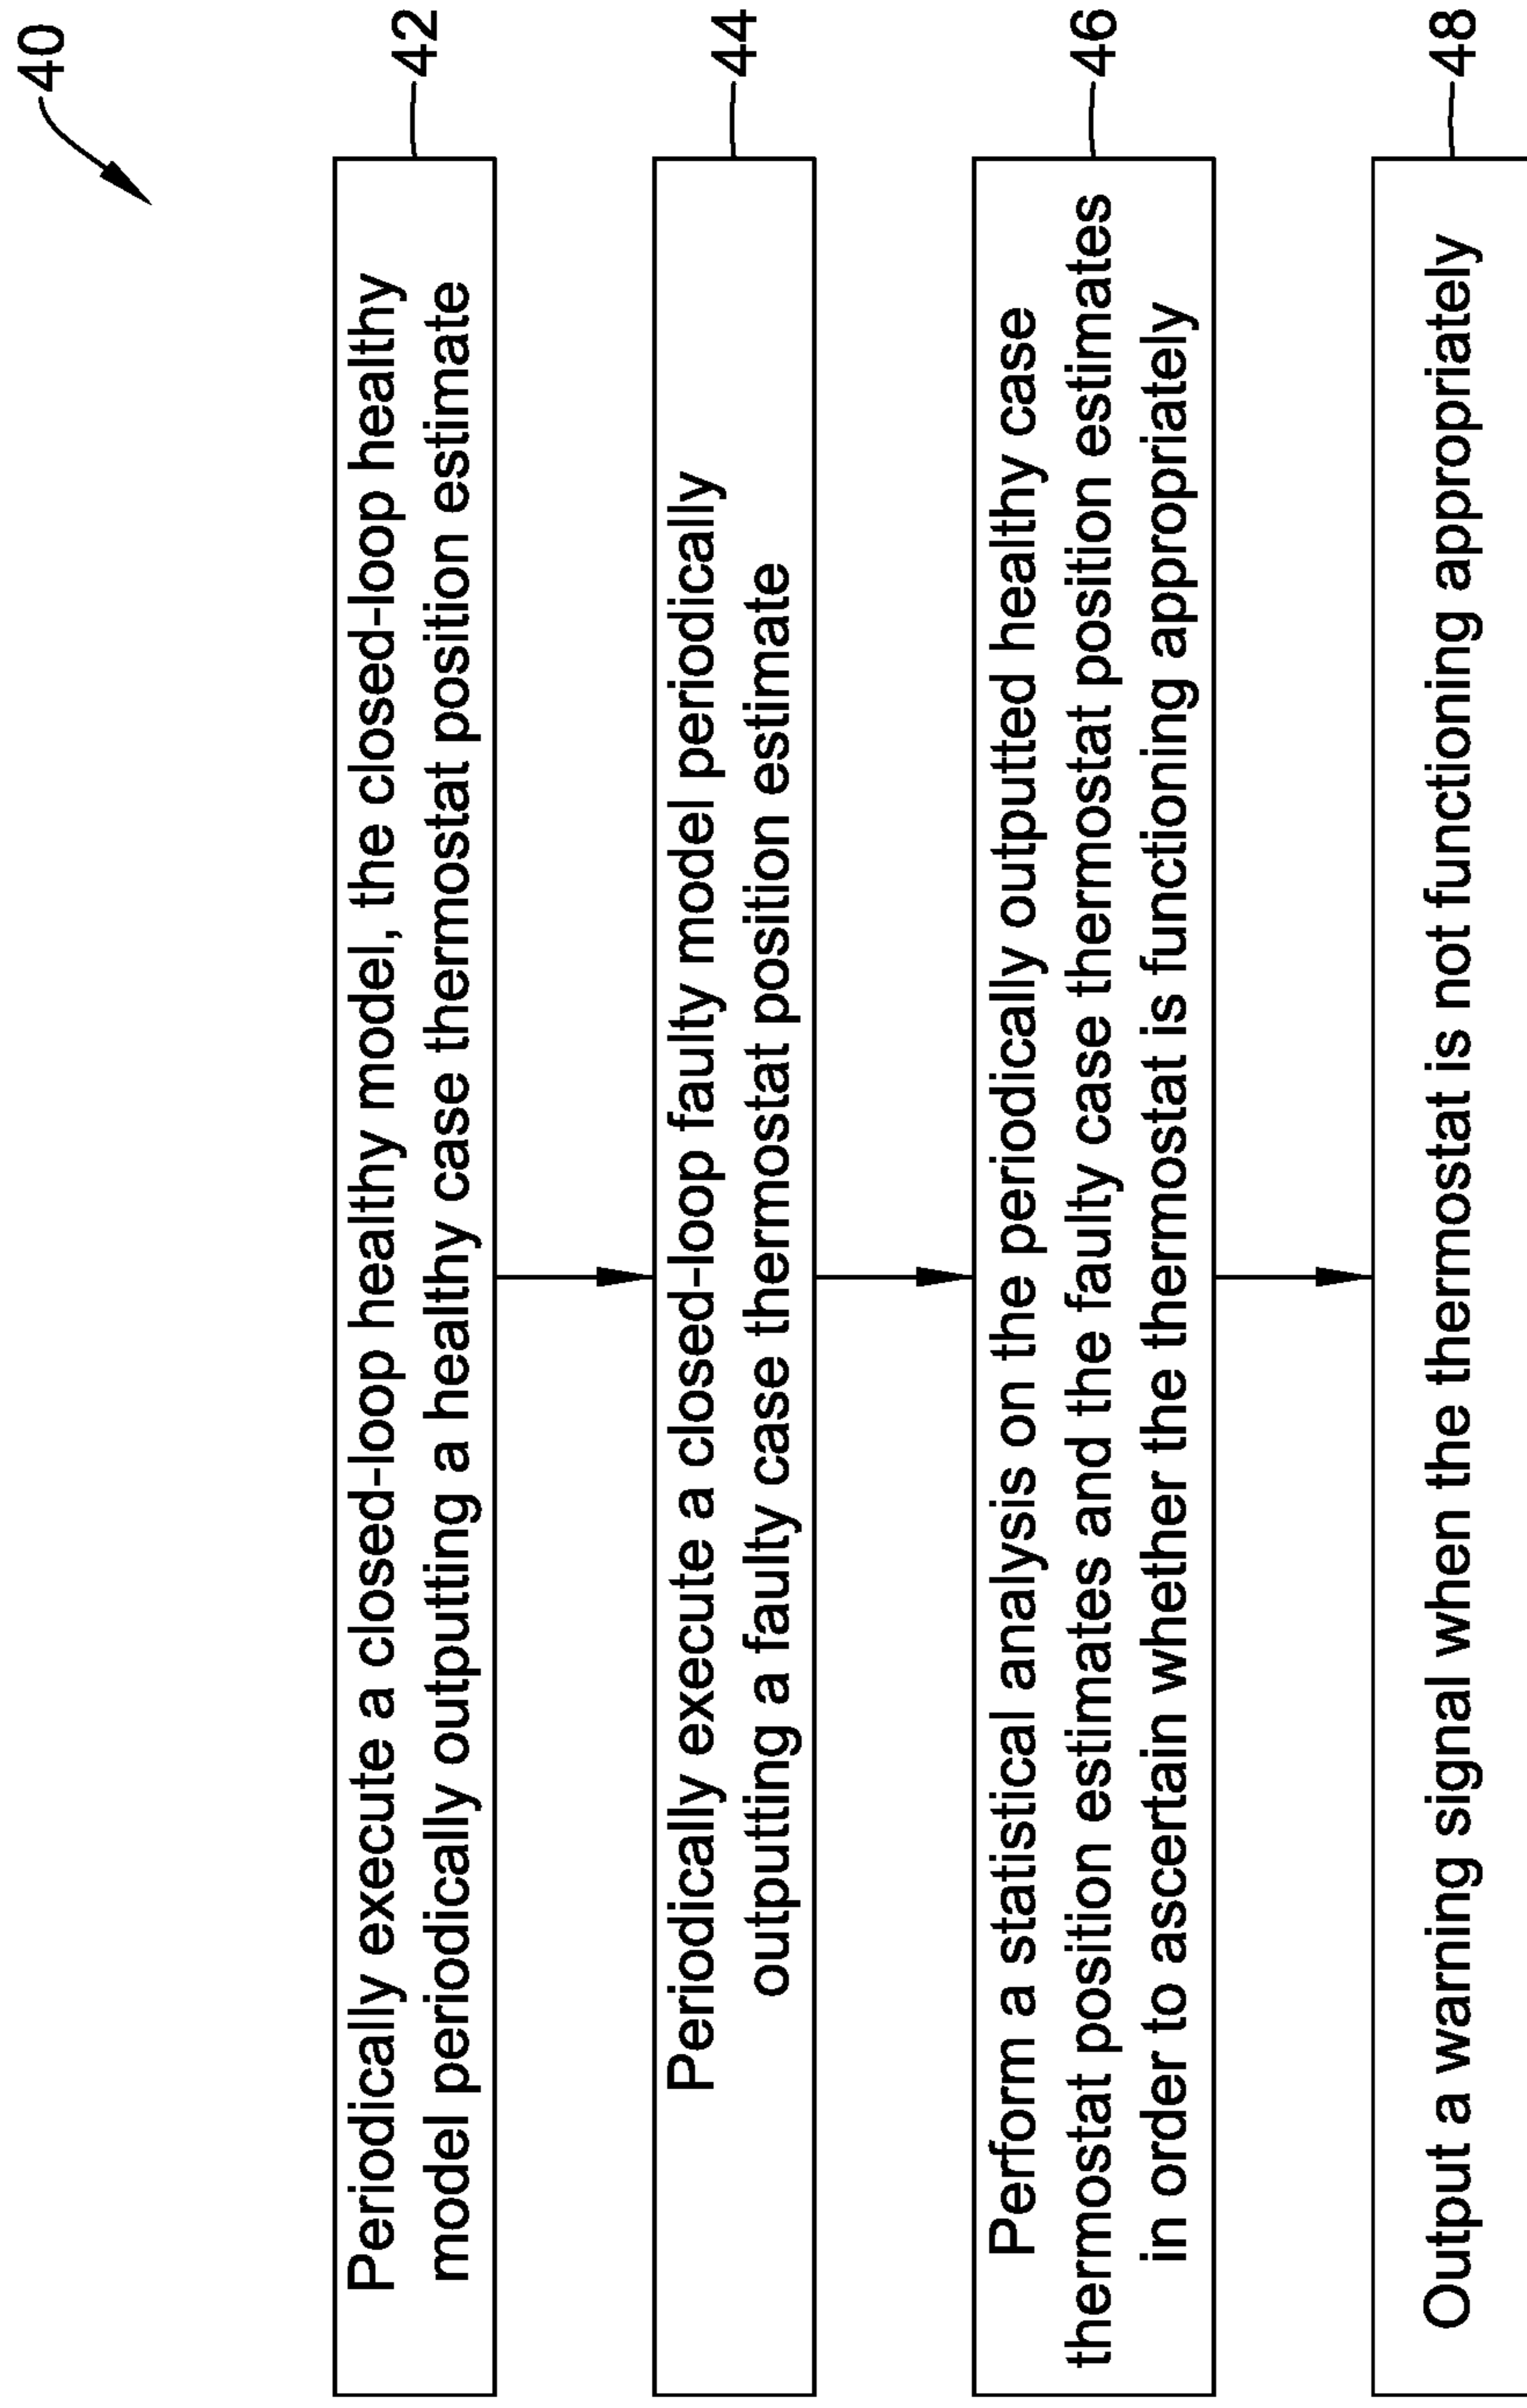 40
Periodically execute a closed-loop healthy model, the closed-loop healthy
model periodically outputting a healthy case thermostat position estimate
42
Periodically execute a closed-loop faulty model periodically
outputting a faulty case thermostat position estimate
44
Perform a statistical analysis on the periodically outputted healthy case
thermostat position estimates and the faulty case thermostat position estimates
in order to ascertain whether the thermostat is functioning appropriately
46
Output a warning signal when the thermostat is not functioning appropriately
48